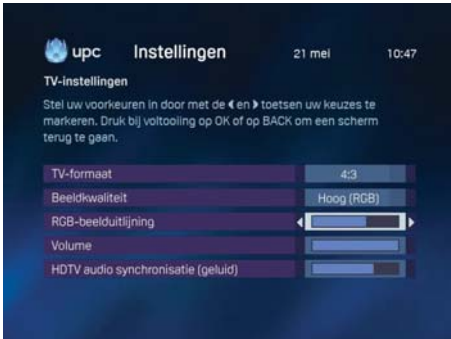 upc Instellingen 21 mei 10:47
TV-instellingen
Stel uw voorkeuren in door met de ◀ en ▶ toetsen uw keuzes te
markeren. Druk bij voltooiing op OK of op BACK om een scherm
terug te gaan.
TV-formaat 4:3
Beeldkwaliteit Hoog (RGB)
RGB-beelduitlijning
Volume
HDTV audio synchronisatie (geluid)